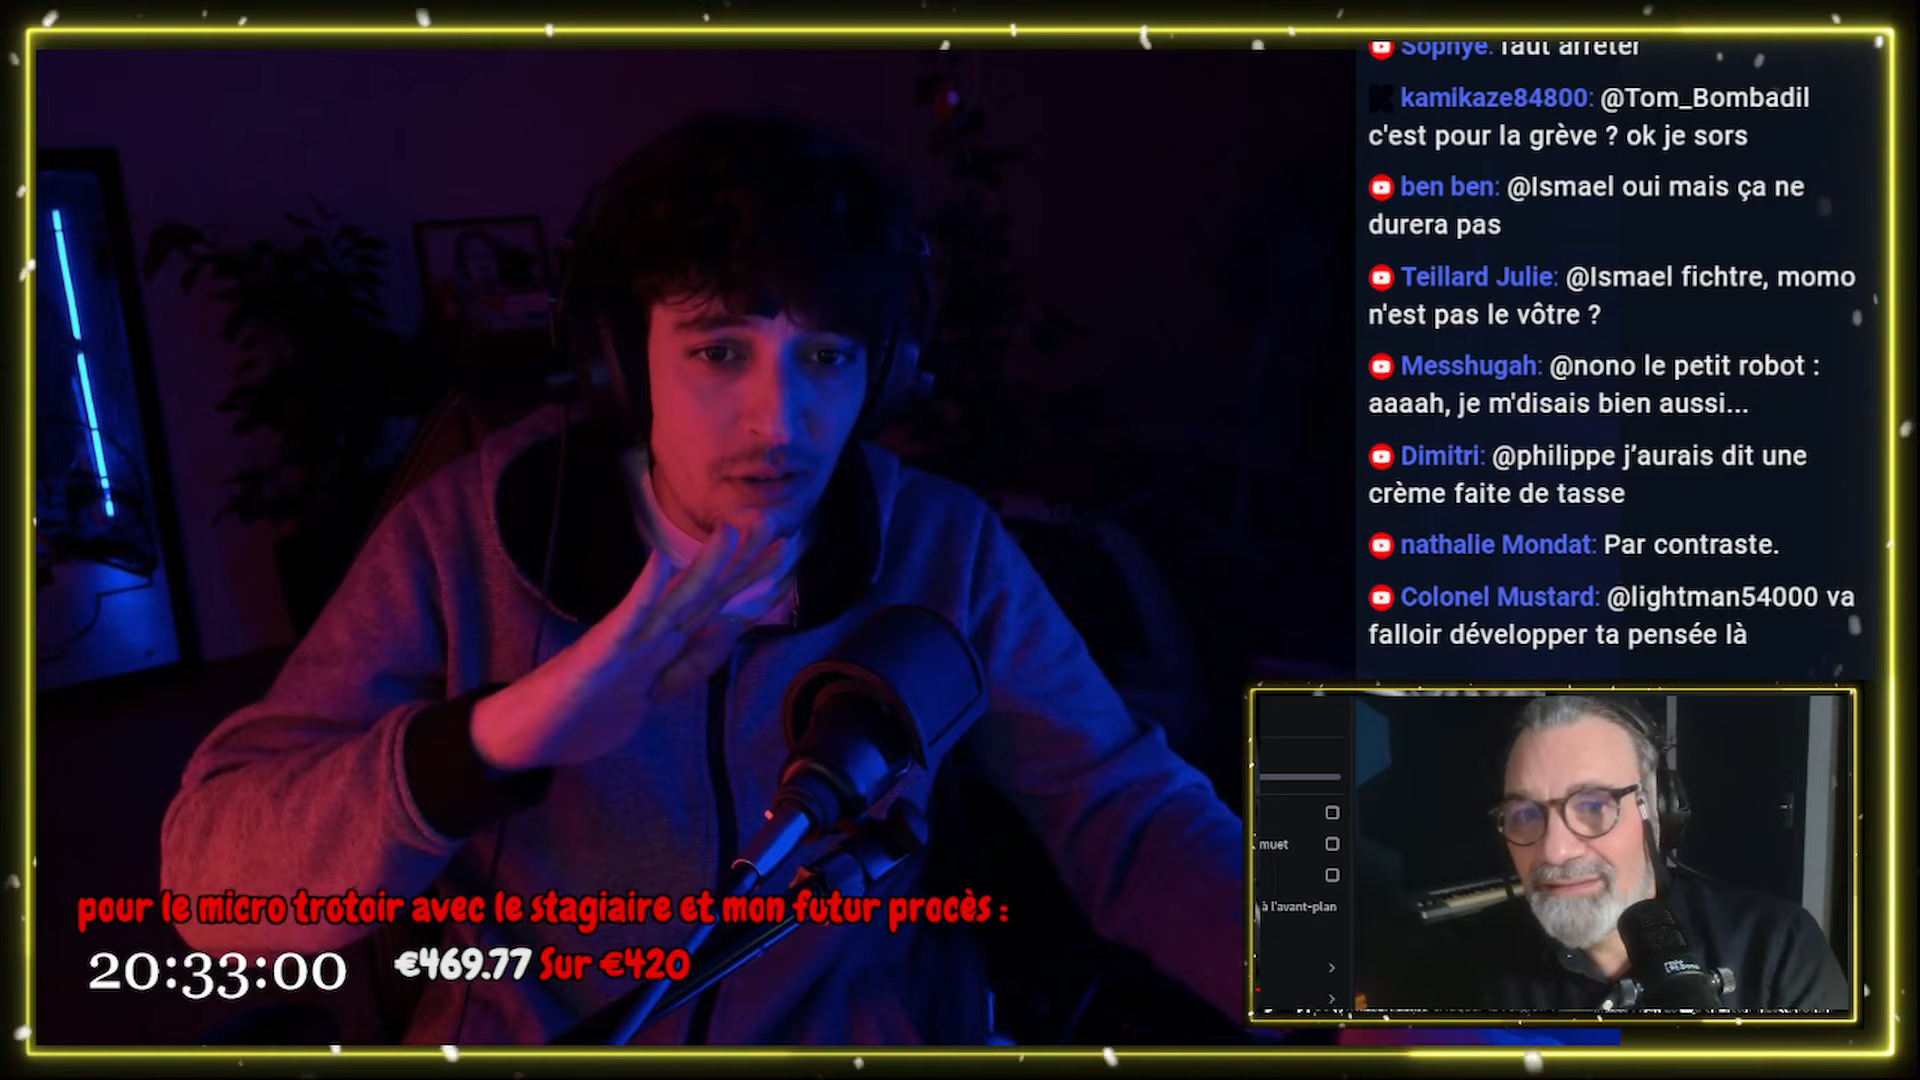 Sophye: faut arrêter
kamikaze84800: @Tom_Bombadil
c'est pour la grève ? ok je sors
ben ben: @Ismael oui mais ça ne
durera pas
Teillard Julie: @Ismael fichtre, momo
n'est pas le vôtre ?
Messhugah: @nono le petit robot :
aaaah, je m'disais bien aussi...
Dimitri: @philippe j'aurais dit une
crème faite de tasse
nathalie Mondat: Par contraste.
Colonel Mustard: @lightman54000 va
falloir développer ta pensée là
muet
à l'avant-plan
pour le micro trotoir avec le stagiaire et mon futur procès :
20:33:00
€469.77 Sur €420